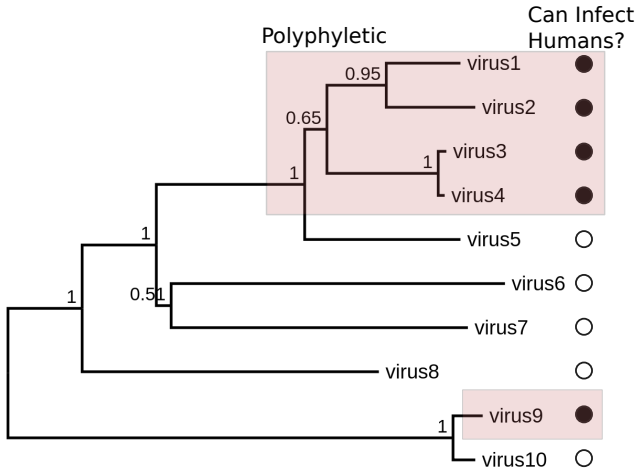 Can Infect
Humans?
Polyphyletic
0.95
virus1
virus2
0.65
virus3
1
virus4
1
virus5
1
0.51
virus6
1
virus7
virus8
virus9
1
virus10